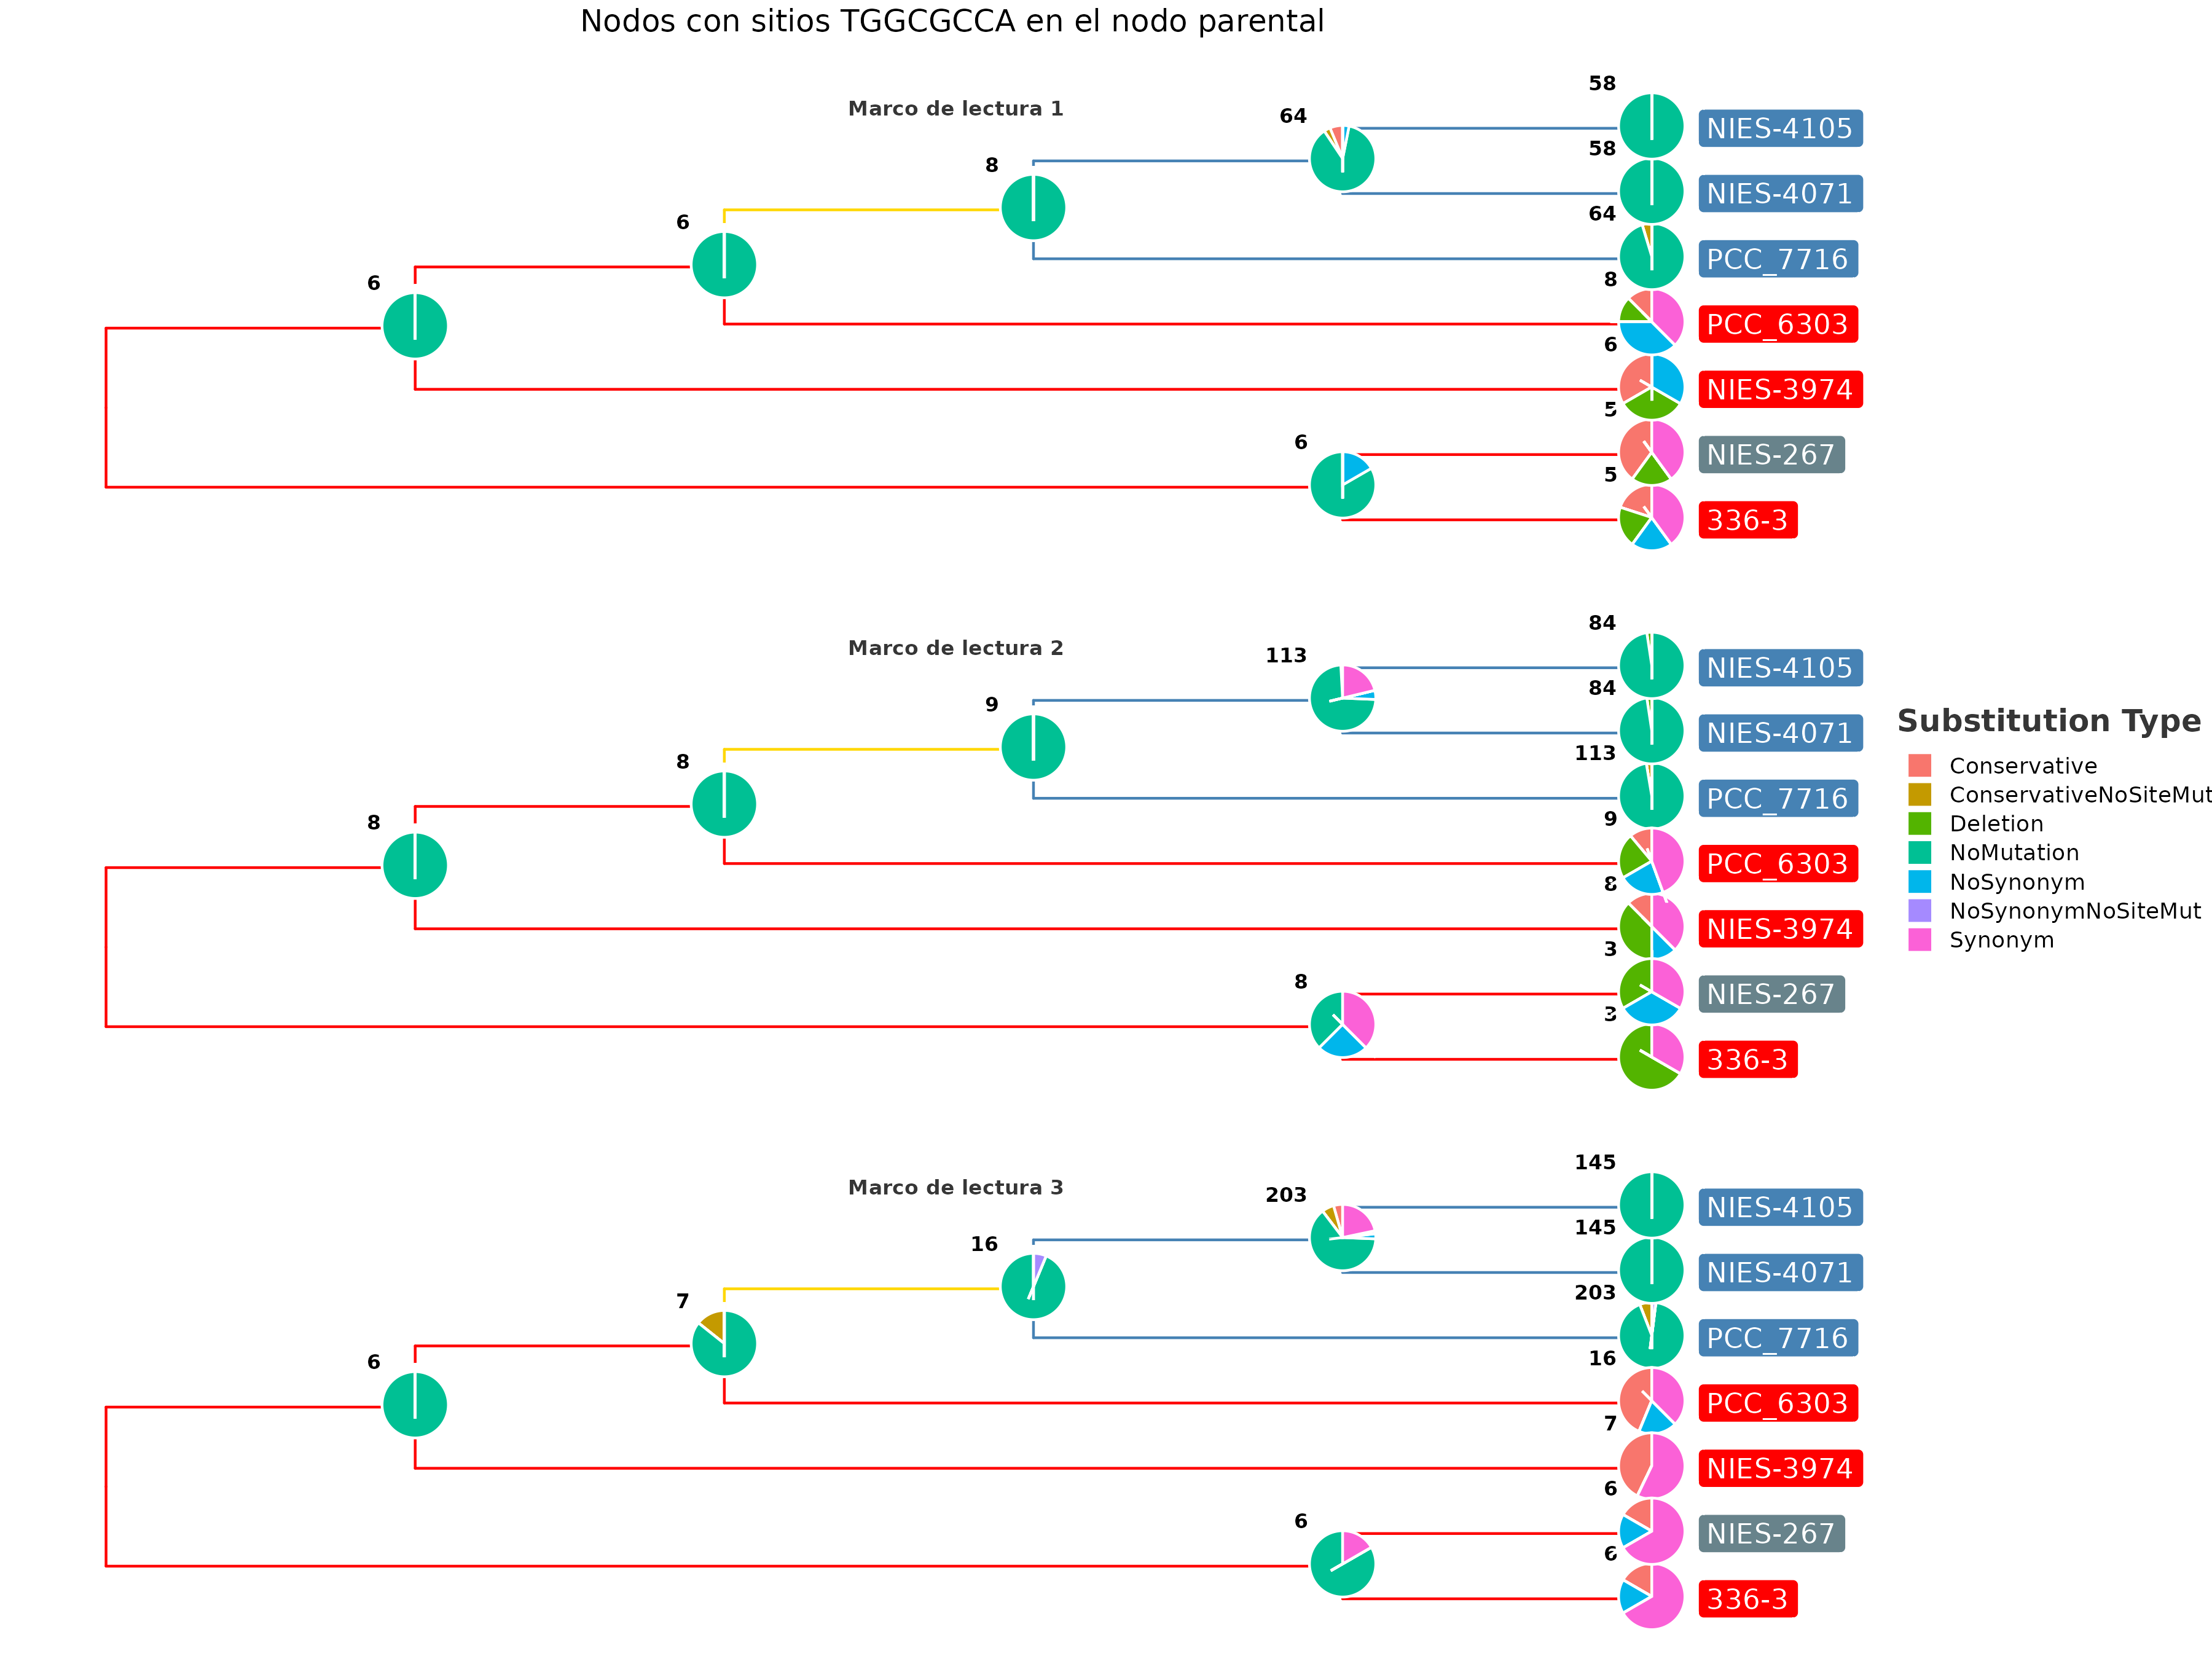 Nodos con sitios TGGCGCCA en el nodo parental
Marco de lectura 1
58
NIES-4105
64
58
NIES-4071
8
64
PCC_7716
6
8
PCC_6303
6
6
NIES-3974
5
NIES-267
6
5
336-3
Marco de lectura 2
84
NIES-4105
113
84
NIES-4071
9
113
PCC_7716
8
9
PCC_6303
8
8
NIES-3974
3
NIES-267
8
3
336-3
Substitution Type
Conservative
ConservativeNoSiteMut
Deletion
NoMutation
NoSynonym
NoSynonymNoSiteMut
Synonym
Marco de lectura 3
145
NIES-4105
203
145
NIES-4071
16
203
PCC_7716
7
16
PCC_6303
6
7
NIES-3974
6
NIES-267
6
6
336-3